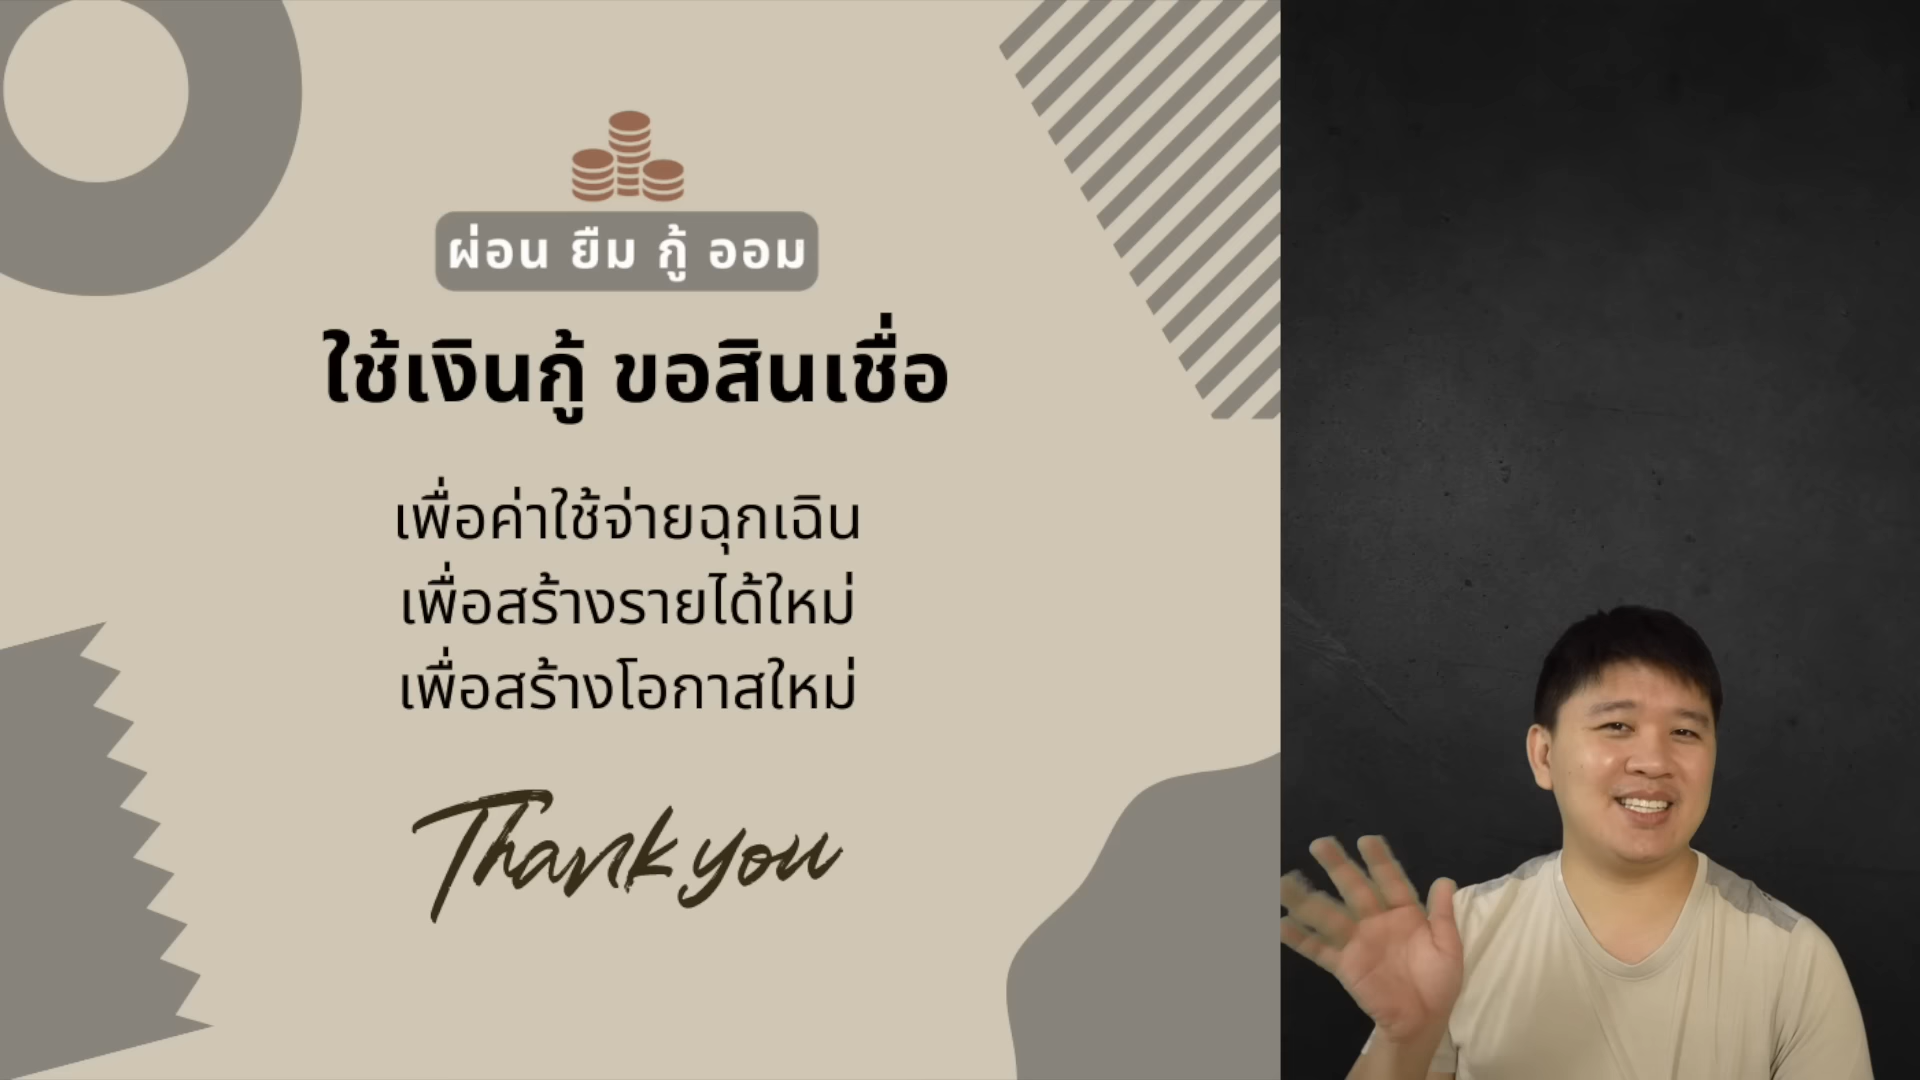 ผ่อน ยืม กู้ ออม
ใช้เงินกู้ ขอสินเชื่อ
เพื่อค่าใช้จ่ายฉุกเฉิน
เพื่อสร้างรายได้ใหม่
เพื่อสร้างโอกาสใหม่
Thank you